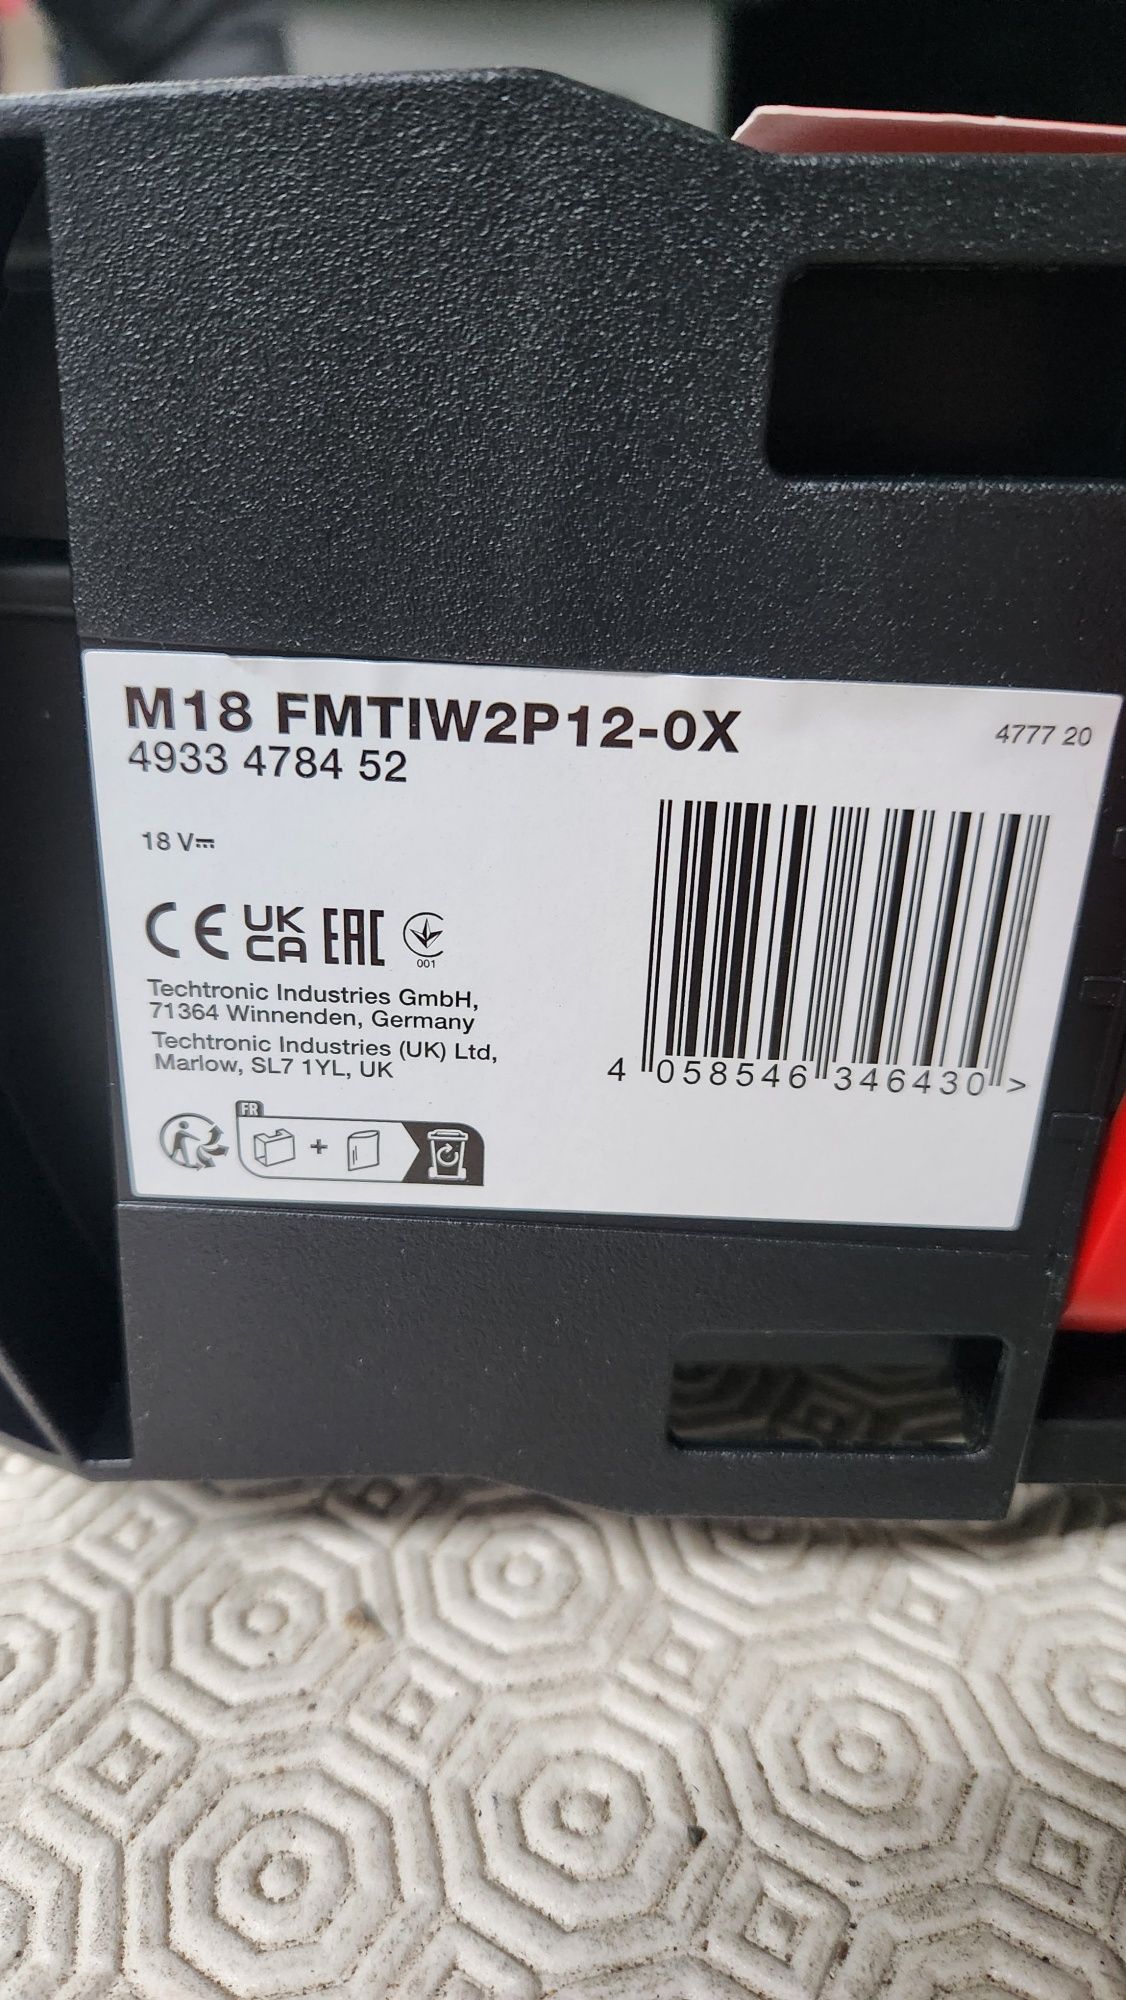 M18 FMTIW2P12-0X
4777 20
4933 4784 52
18 V
CE UK CA EAC
001
Techtronic Industries GmbH,
71364 Winnenden, Germany
Techtronic Industries (UK) Ltd,
Marlow, SL7 1YL, UK
4 058546 346430 >
FR
+